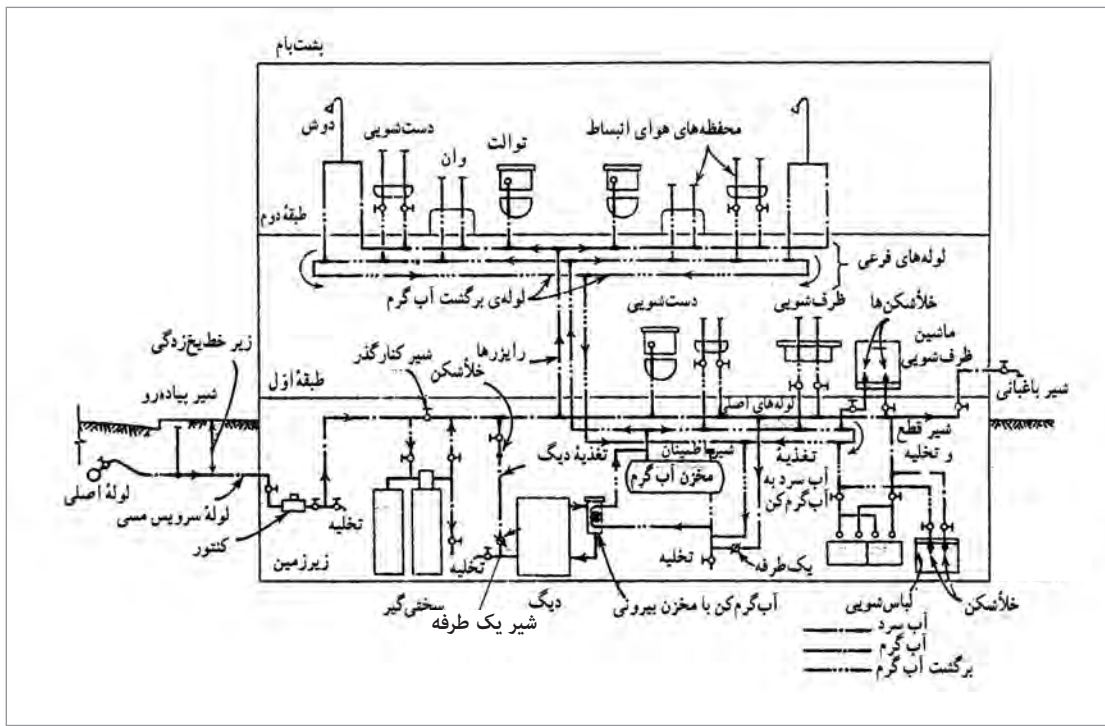 پشت‌بام
دوش
دست‌شویی
وان
توالت
محفظه‌های هوای انبساط
طبقهٔ دوم
لوله‌های فرعی
لوله‌ی برگشت آب گرم
دست‌شویی
ظرف‌شویی
خلأشکن‌ها
ماشین
ظرف‌شویی
زیر خط یخ‌زدگی
شیر پیاده‌رو
شیر کنارگذر
رایزرها
خلأشکن
طبقهٔ اوّل
شیر باغبانی
لوله‌های اصلی
شیر قطع
و تخلیه
تغذیهٔ دیگ
شیر اطمینان
مخزن آب گرم
تغذیهٔ
آب سرد به
آب گرم‌کن
لولهٔ اصلی
لولهٔ سرویس مسی
کنتور
تخلیه
زیرزمین
سختی‌گیر
تخلیه
شیر یک طرفه
دیگ
آب‌گرم‌کن با مخزن بیرونی
تخلیه
یک‌طرفه
لباس‌شویی
خلأشکن
آب سرد
آب گرم
برگشت آب گرم